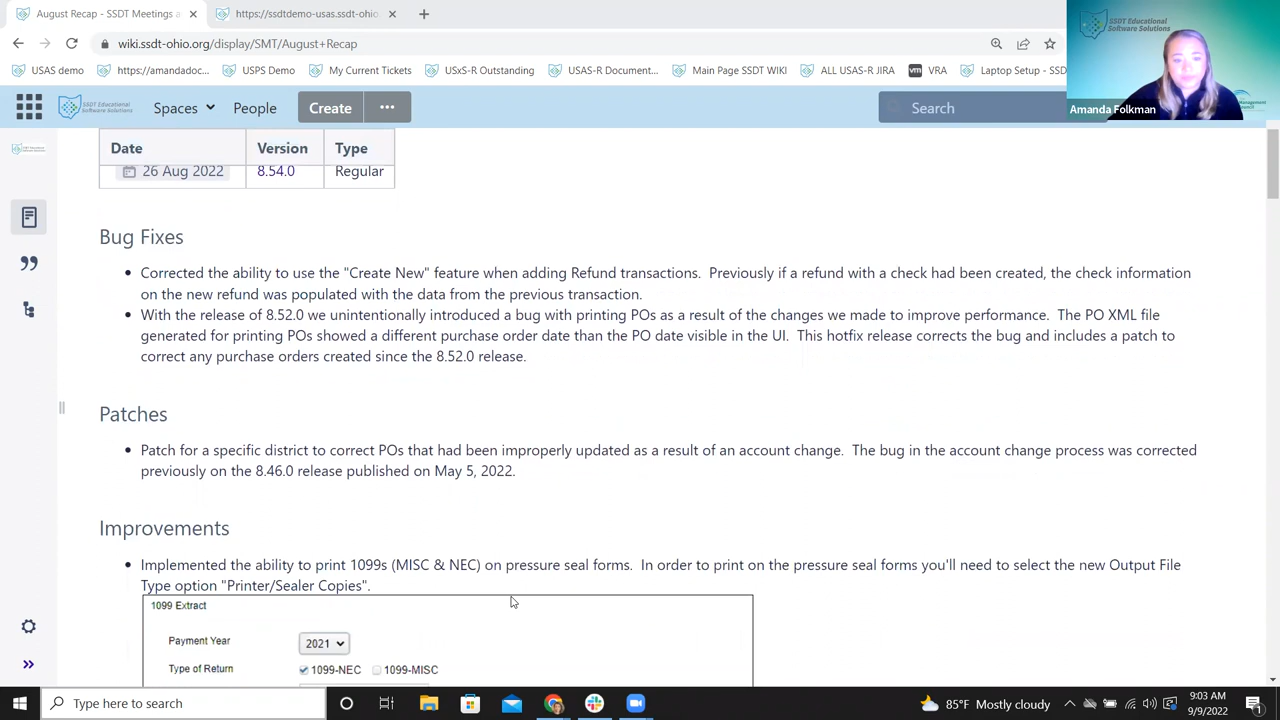 August Recap - SSDT Meetings a
https://ssdtdemo-usas.ssdt-ohio.
wiki.ssdt-ohio.org/display/SMT/August+Recap
USAS demo
https://amandadoc...
USPS Demo
My Current Tickets
USxS-R Outstanding
USAS-R Document...
Main Page SSDT WIKI
ALL USAS-R JIRA
vm VRA
Laptop Setup - SSD
SSDT Educational
Software Solutions
Amanda Folkman
SSDT Educational
Software Solutions
Spaces
People
Create
Search
Date Version Type
26 Aug 2022 8.54.0 Regular
Bug Fixes
• Corrected the ability to use the "Create New" feature when adding Refund transactions. Previously if a refund with a check had been created, the check information
on the new refund was populated with the data from the previous transaction.
• With the release of 8.52.0 we unintentionally introduced a bug with printing POs as a result of the changes we made to improve performance. The PO XML file
generated for printing POs showed a different purchase order date than the PO date visible in the UI. This hotfix release corrects the bug and includes a patch to
correct any purchase orders created since the 8.52.0 release.
Patches
• Patch for a specific district to correct POs that had been improperly updated as a result of an account change. The bug in the account change process was corrected
previously on the 8.46.0 release published on May 5, 2022.
Improvements
• Implemented the ability to print 1099s (MISC & NEC) on pressure seal forms. In order to print on the pressure seal forms you'll need to select the new Output File
Type option "Printer/Sealer Copies".
1099 Extract
Payment Year 2021
Type of Return 1099-NEC 1099-MISC
Type here to search
85°F Mostly cloudy
9:03 AM
9/9/2022
1